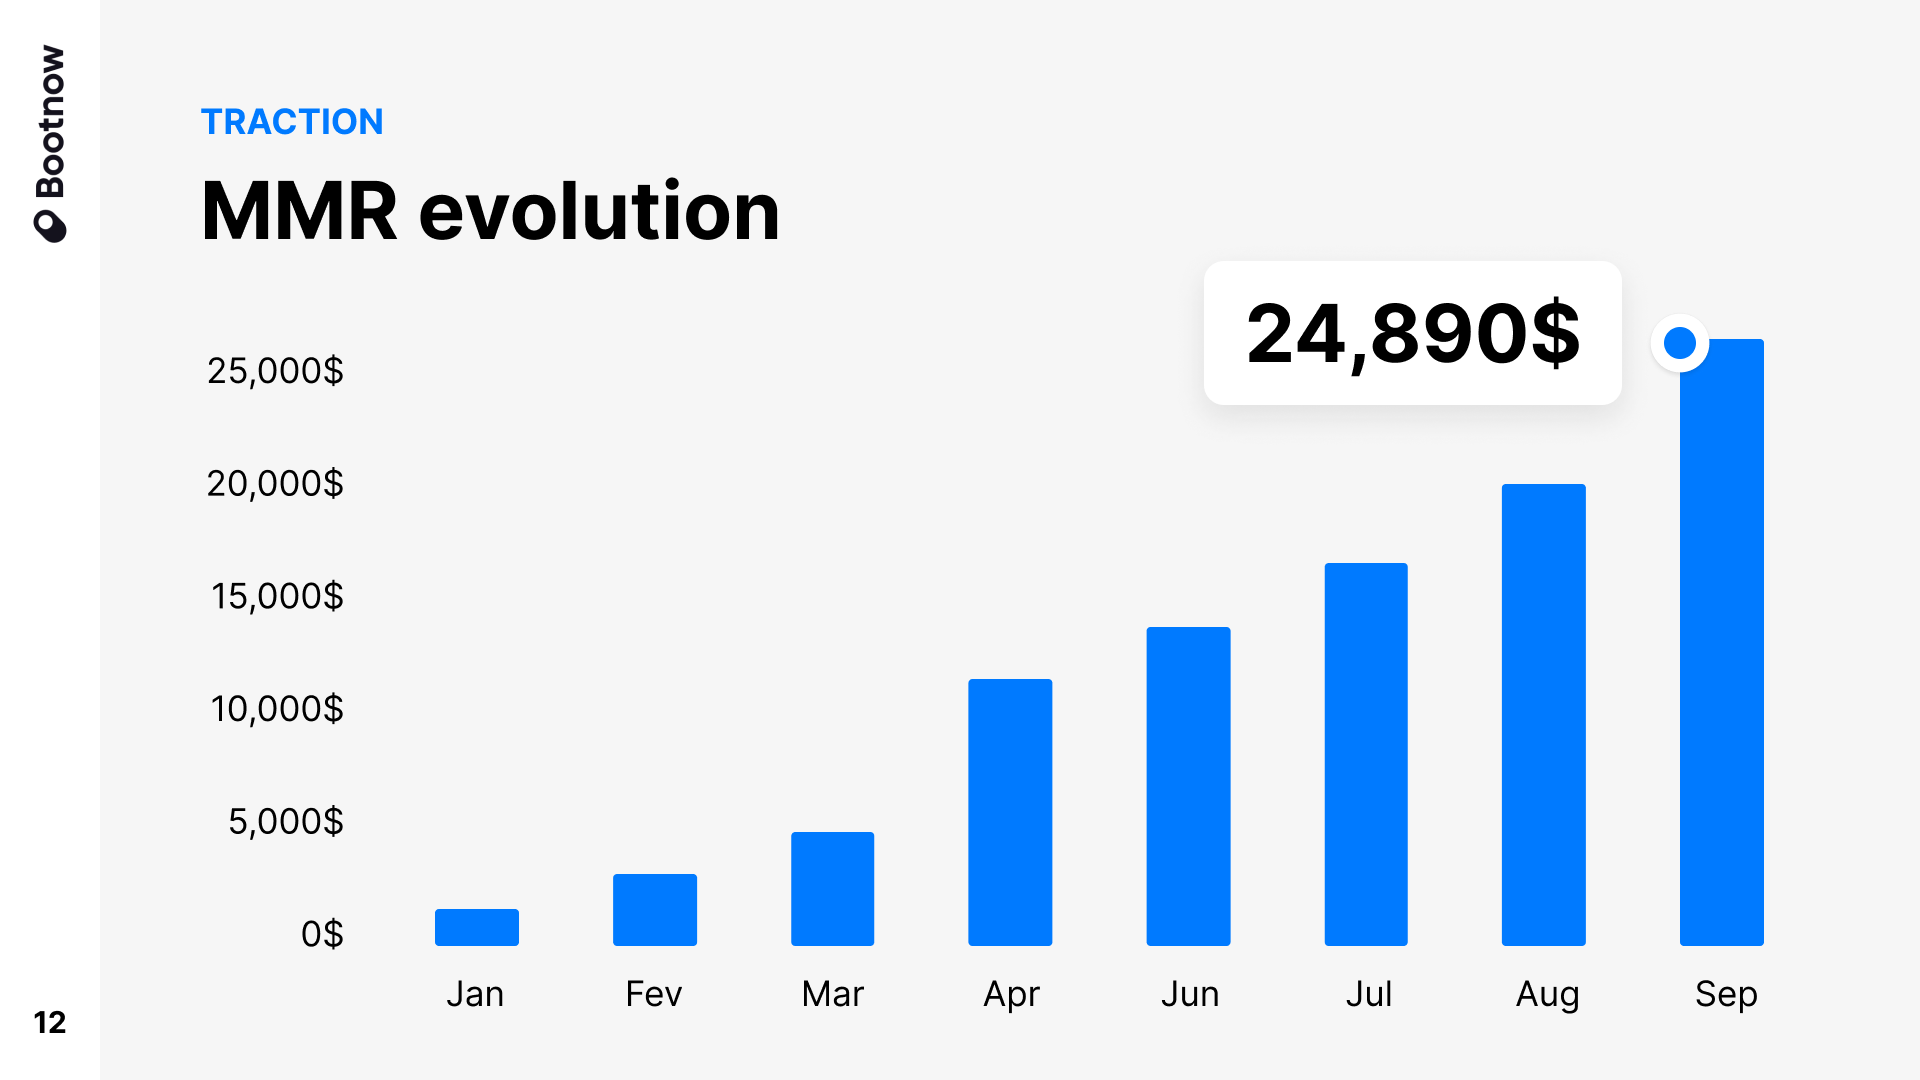 Bootnow
TRACTION
MMR evolution
24,890$
25,000$
20,000$
15,000$
10,000$
5,000$
0$
Jan Fev Mar Apr Jun Jul Aug Sep
12